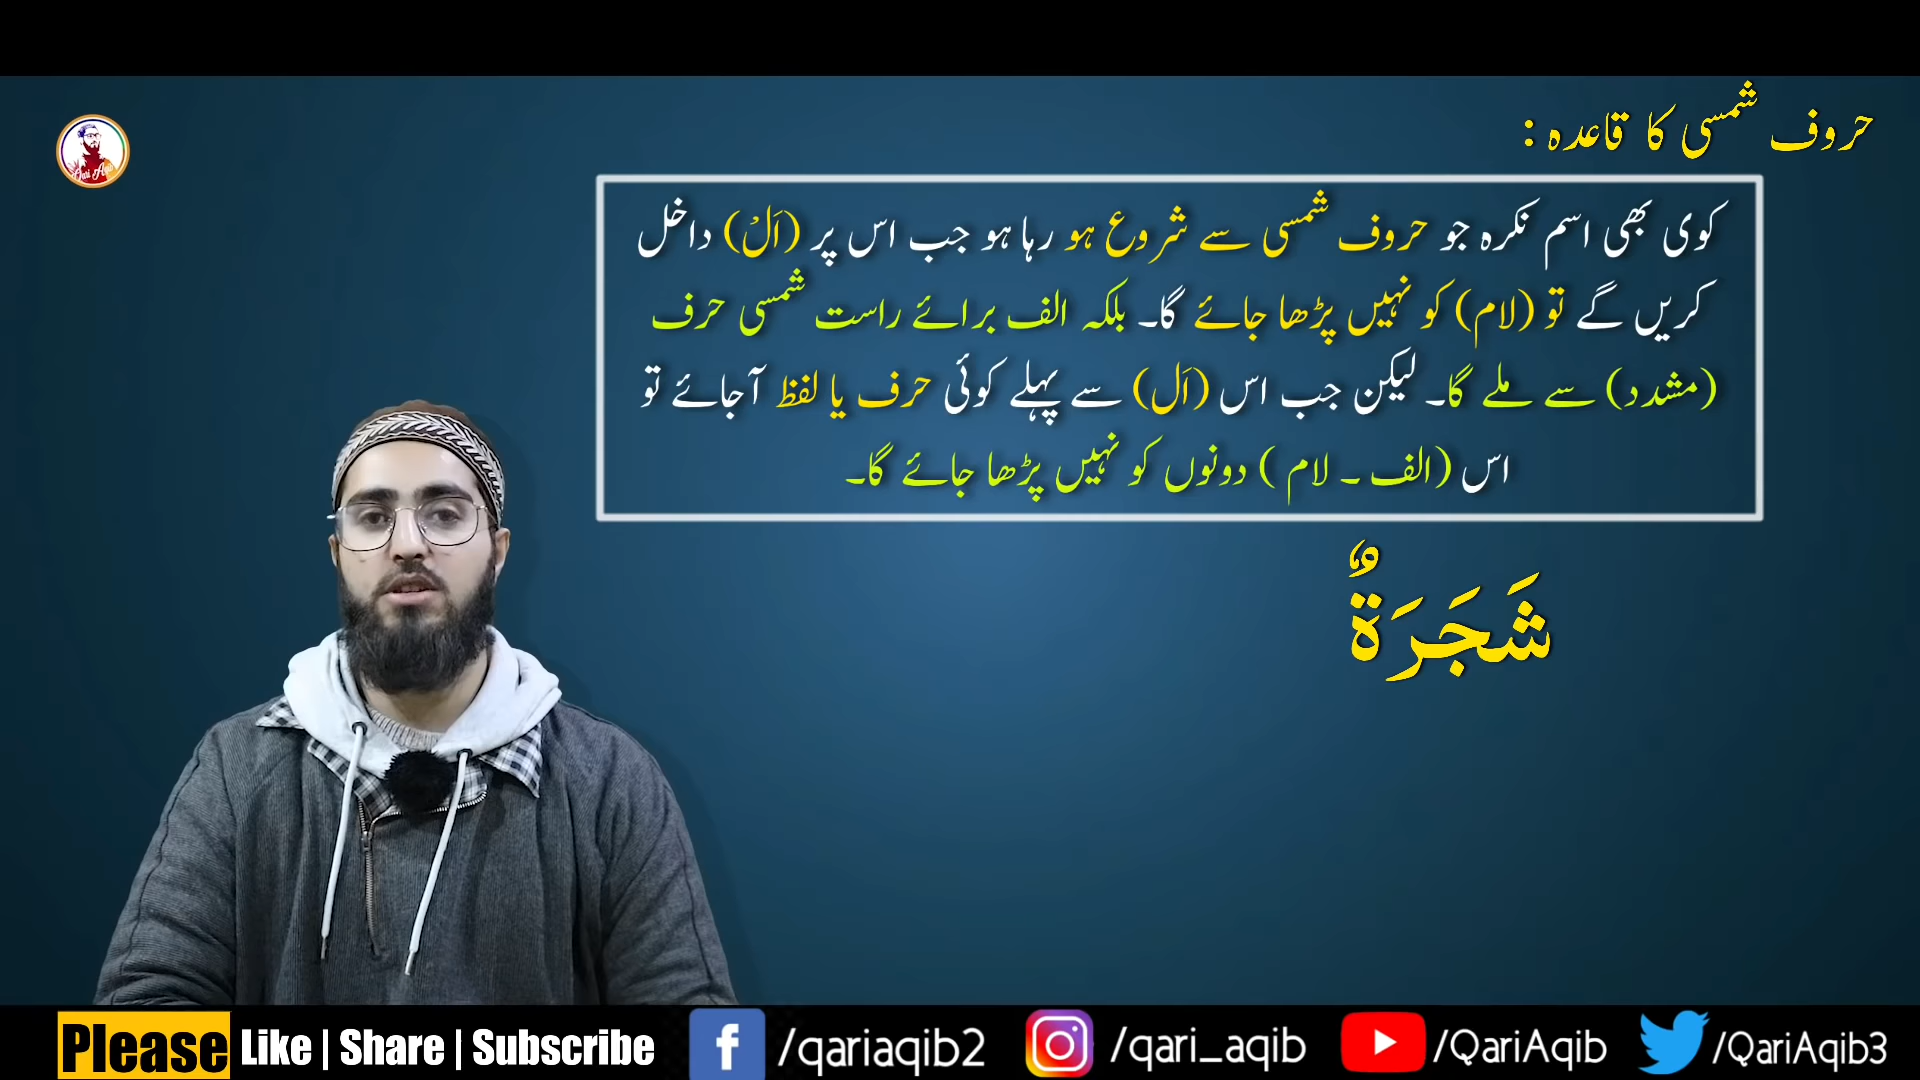 حروف شمسی کا قاعدہ :
کوی بھی اسم نکرہ جو حروف شمسی سے شروع ہو رہا ہو جب اس پر (اَلْ) داخل
کریں گے تو (لام) کو نہیں پڑھا جائے گا۔ بلکہ الف برائے راست شمسی حرف
(مشدد) سے ملے گا۔ لیکن جب اس (اَل) سے پہلے کوئی حرف یا لفظ آجائے تو
اس (الف ۔ لام ) دونوں کو نہیں پڑھا جائے گا۔
شَجَرَةٌ
Please Like | Share | Subscribe /qariaqib2 /qari_aqib /QariAqib /QariAqib3